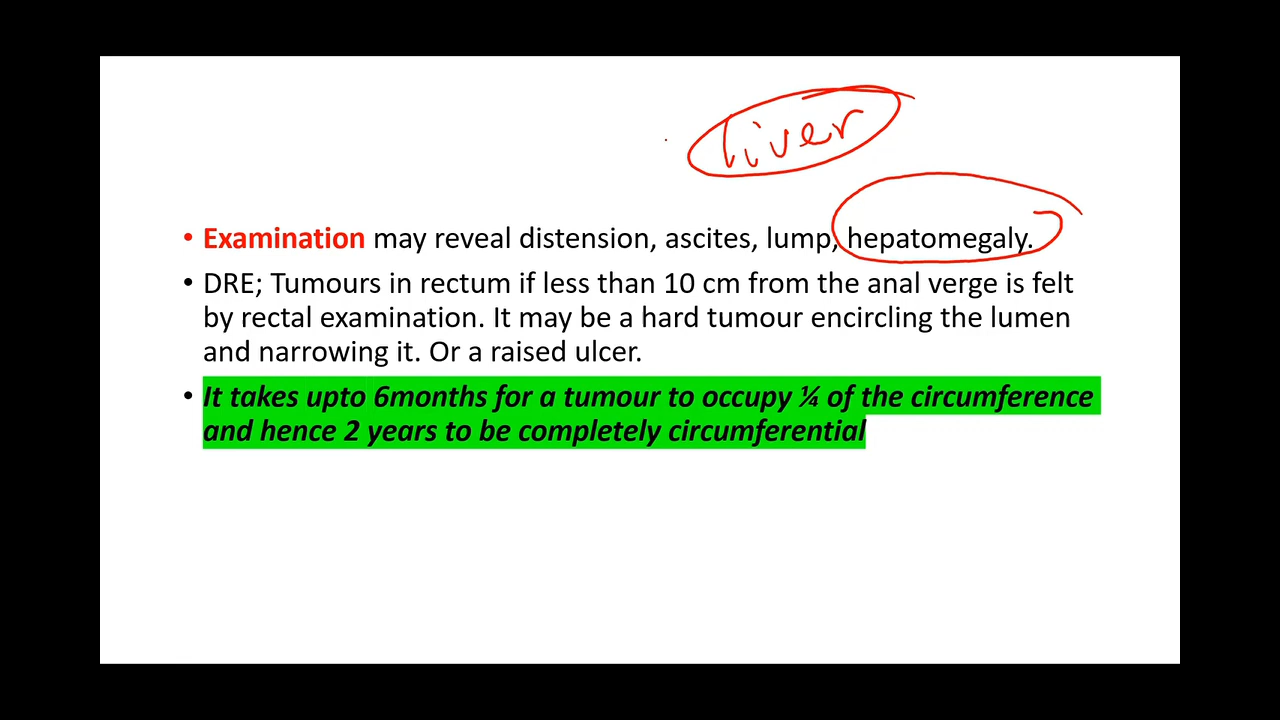 liver
• Examination may reveal distension, ascites, lump, hepatomegaly.
• DRE; Tumours in rectum if less than 10 cm from the anal verge is felt
by rectal examination. It may be a hard tumour encircling the lumen
and narrowing it. Or a raised ulcer.
• It takes upto 6months for a tumour to occupy ¼ of the circumference
and hence 2 years to be completely circumferential